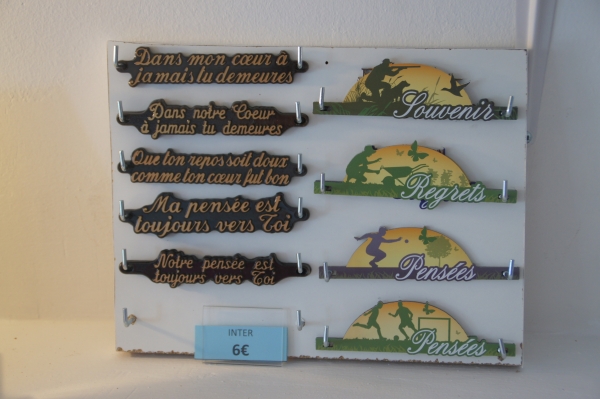 Dans mon cœur à
jamais tu demeures
Dans notre Coeur
à jamais tu demeures
Que ton repos soit doux
comme ton cœur fut bon
Ma pensée est
toujours vers Toi
Notre pensée est
toujours vers Toi
INTER
6€
Souvenir
Regrets
Pensées
Pensées